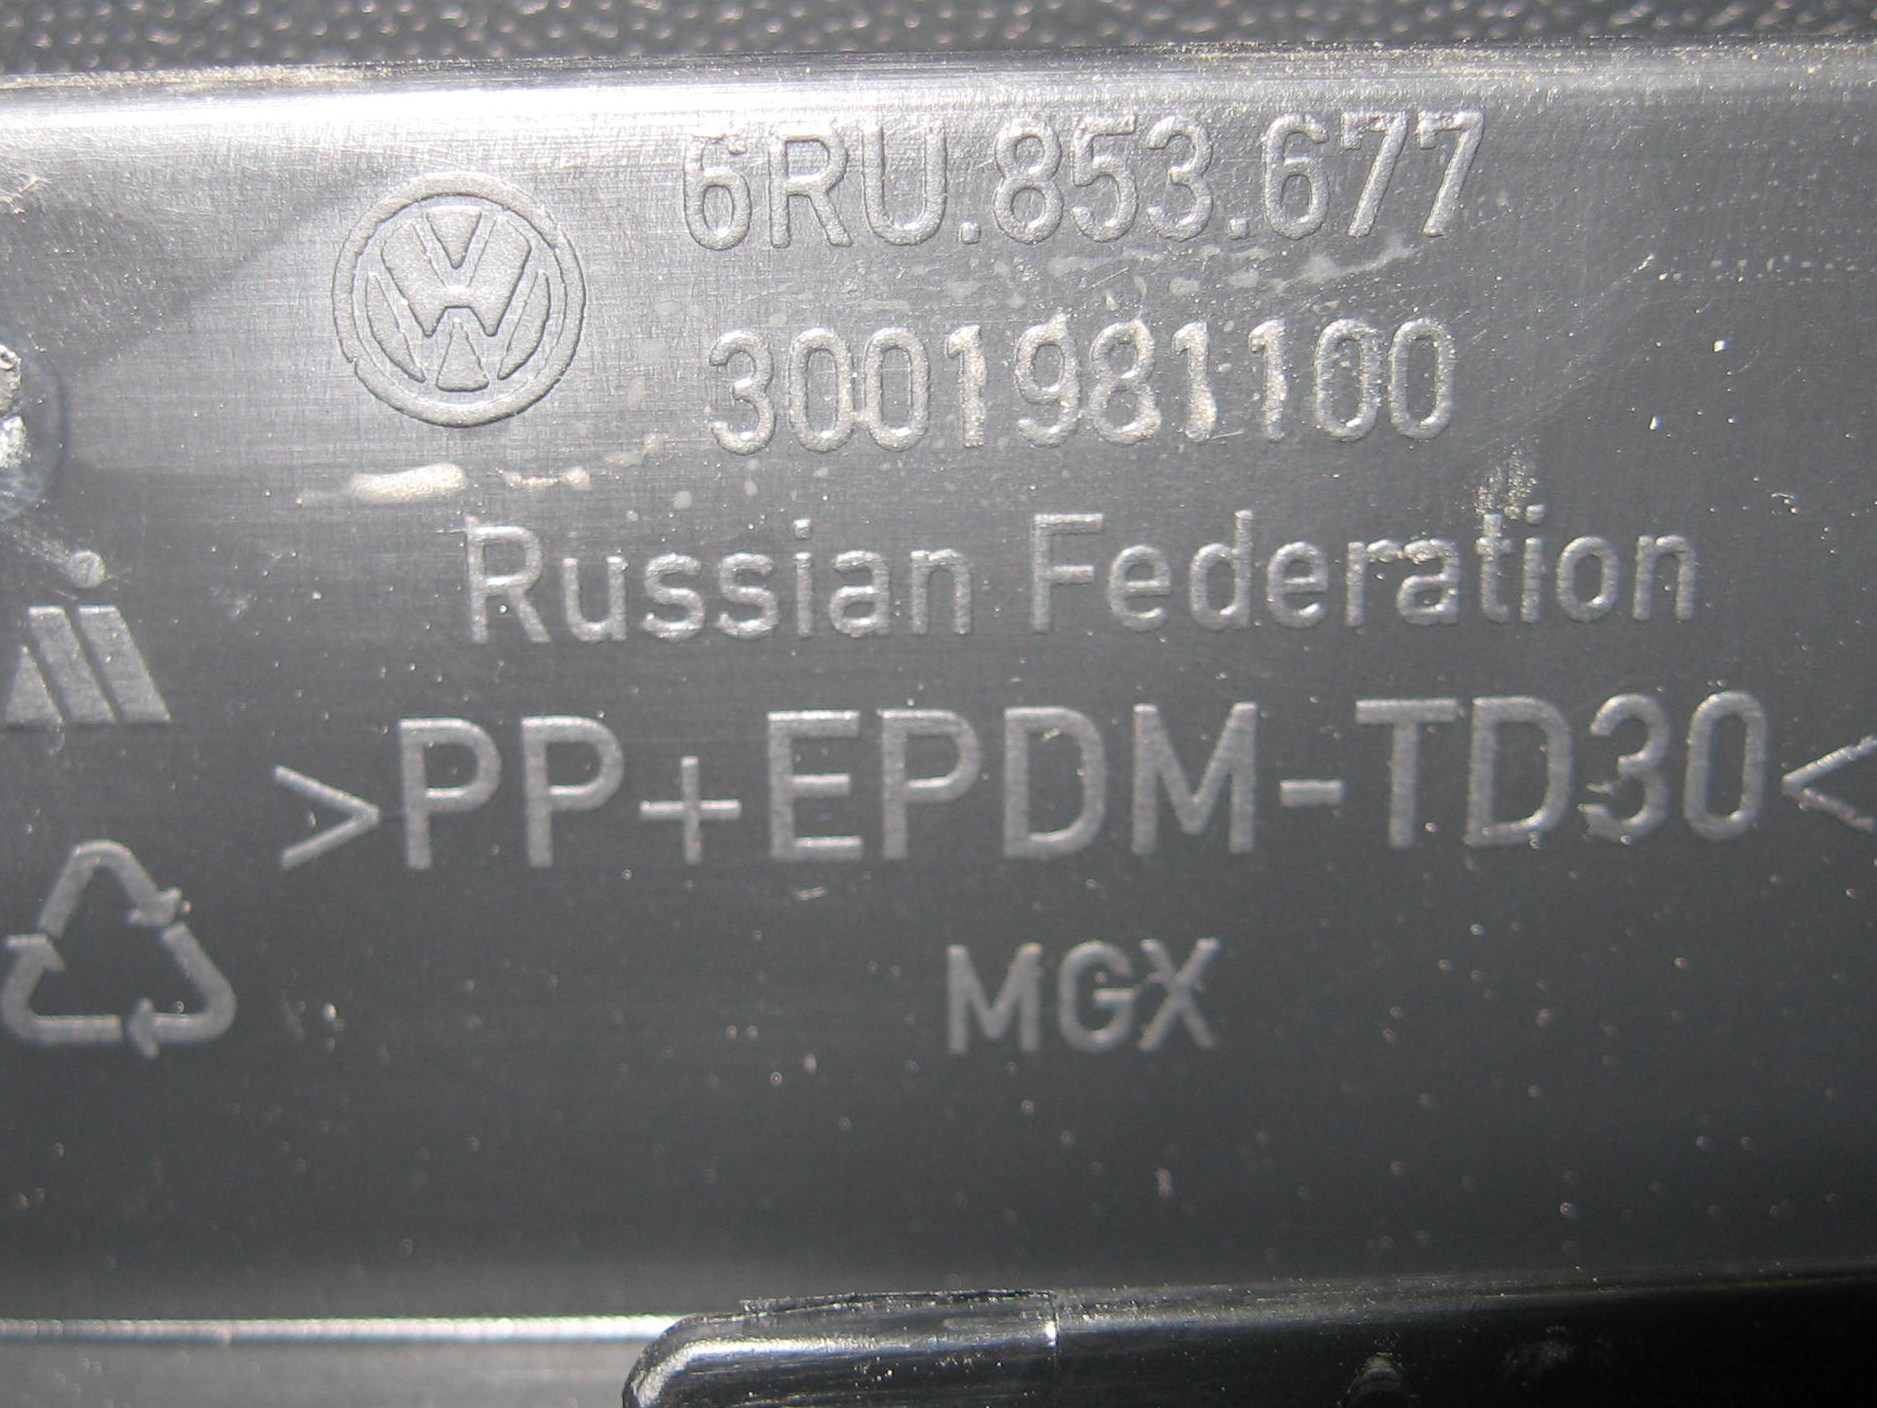 6RU.853.677
3001981100
Russian Federation
>PP+EPDM-TD30<
MGX